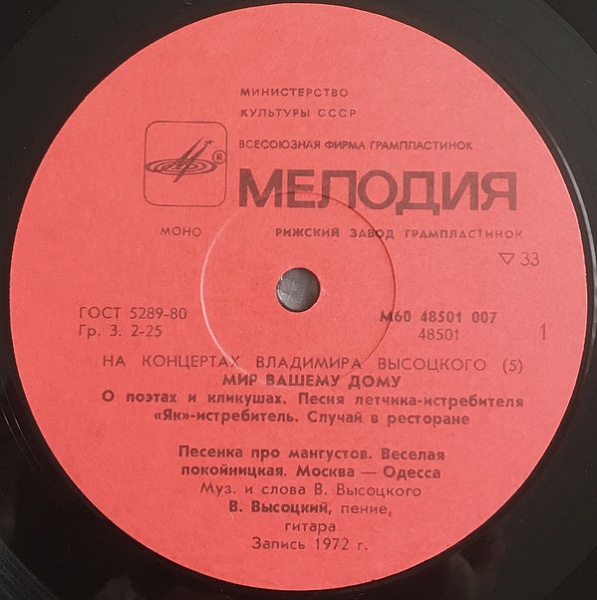 МИНИСТЕРСТВО
КУЛЬТУРЫ СССР
ВСЕСОЮЗНАЯ ФИРМА ГРАМПЛАСТИНОК
®
МЕЛОДИЯ
МОНО РИЖСКИЙ ЗАВОД ГРАМПЛАСТИНОК
▽ 33
ГОСТ 5289-80 М60 48501 007
Гр. 3. 2-25 48501 1
НА КОНЦЕРТАХ ВЛАДИМИРА ВЫСОЦКОГО (5)
МИР ВАШЕМУ ДОМУ
О поэтах и кликушах. Песня летчика-истребителя
«Як»-истребитель. Случай в ресторане
Песенка про мангустов. Веселая
покойницкая. Москва — Одесса
Муз. и слова В. Высоцкого
В. Высоцкий, пение,
гитара
Запись 1972 г.